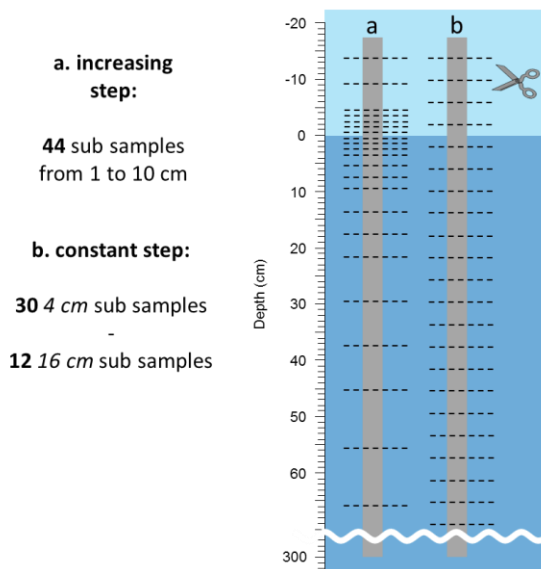 a. increasing
step:
44 sub samples
from 1 to 10 cm
b. constant step:
30 4 cm sub samples
-
12 16 cm sub samples
a
b
Depth (cm)
-20
-10
0
10
20
30
40
50
60
300